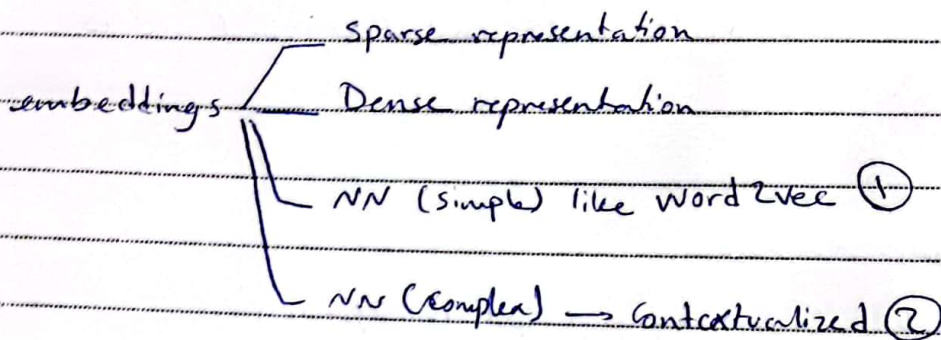 Sparse representation
embeddings
Dense representation
NN (simple) like Word2vec ①
NN (complex) → Contextualized ②